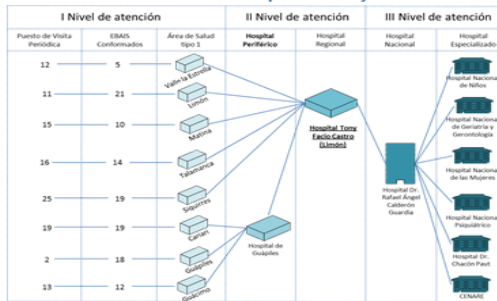 I Nivel de atención II Nivel de atención III Nivel de atención
Puesto de Visita Periódica
EBAIS Conformados
Área de Salud tipo 1
Hospital Periférico
Hospital Regional
Hospital Nacional
Hospital Especializado
12 5 Valle la Estrella
11 21 Limón
15 10 Matina
16 14 Talamanca
25 19 Siquirres
19 19 Cariari
2 18 Guápiles
13 12 Guácimo
Hospital de Guápiles
Hospital Tony
Facio Castro
(Limón)
Hospital Dr.
Rafael Ángel
Calderón
Guardia
Hospital Nacional
de Niños
Hospital Nacional
de Geriatría y
Gerontología
Hospital Nacional
de las Mujeres
Hospital Nacional
Psiquiátrico
Hospital Dr.
Chacón Paut
CENARE